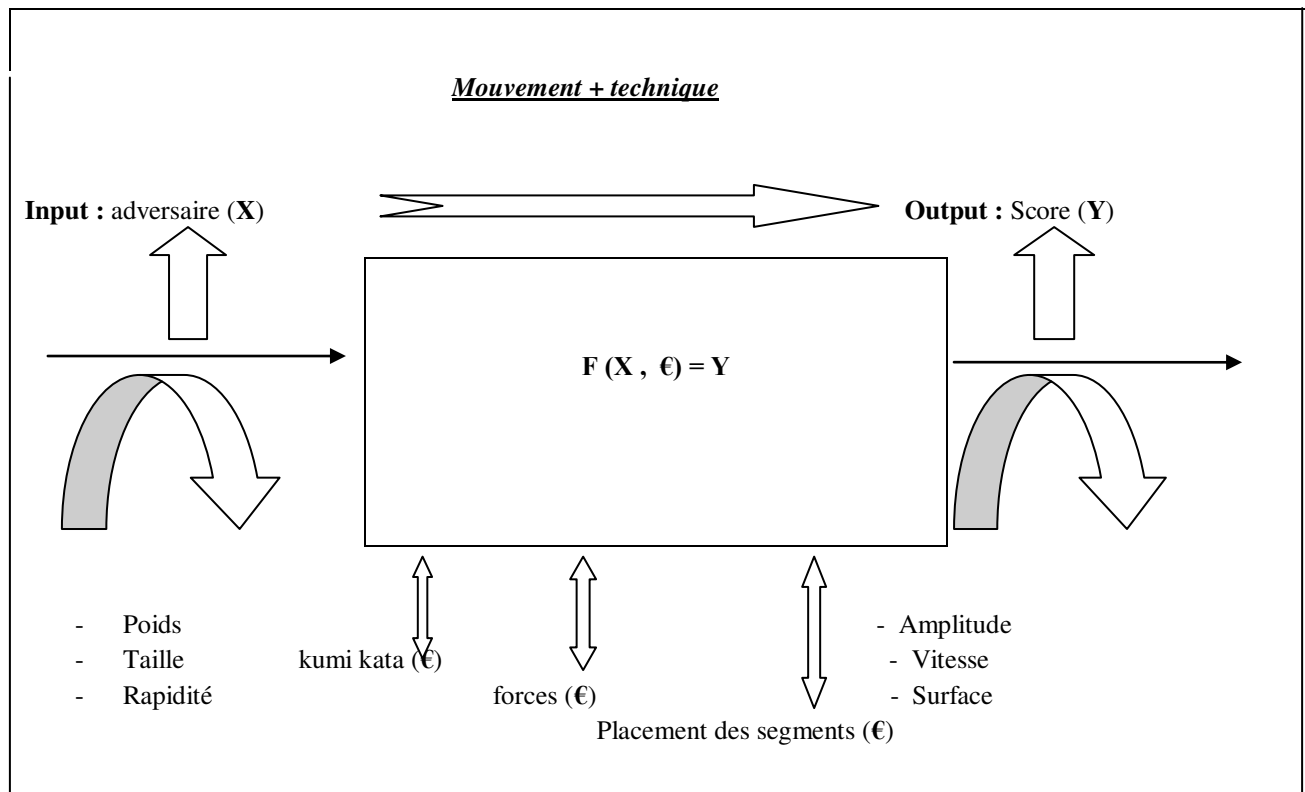 Mouvement + technique
Input : adversaire (X)
Output : Score (Y)
F (X , €) = Y
- Poids
- Taille
- Rapidité
kumi kata (€)
forces (€)
Placement des segments (€)
- Amplitude
- Vitesse
- Surface